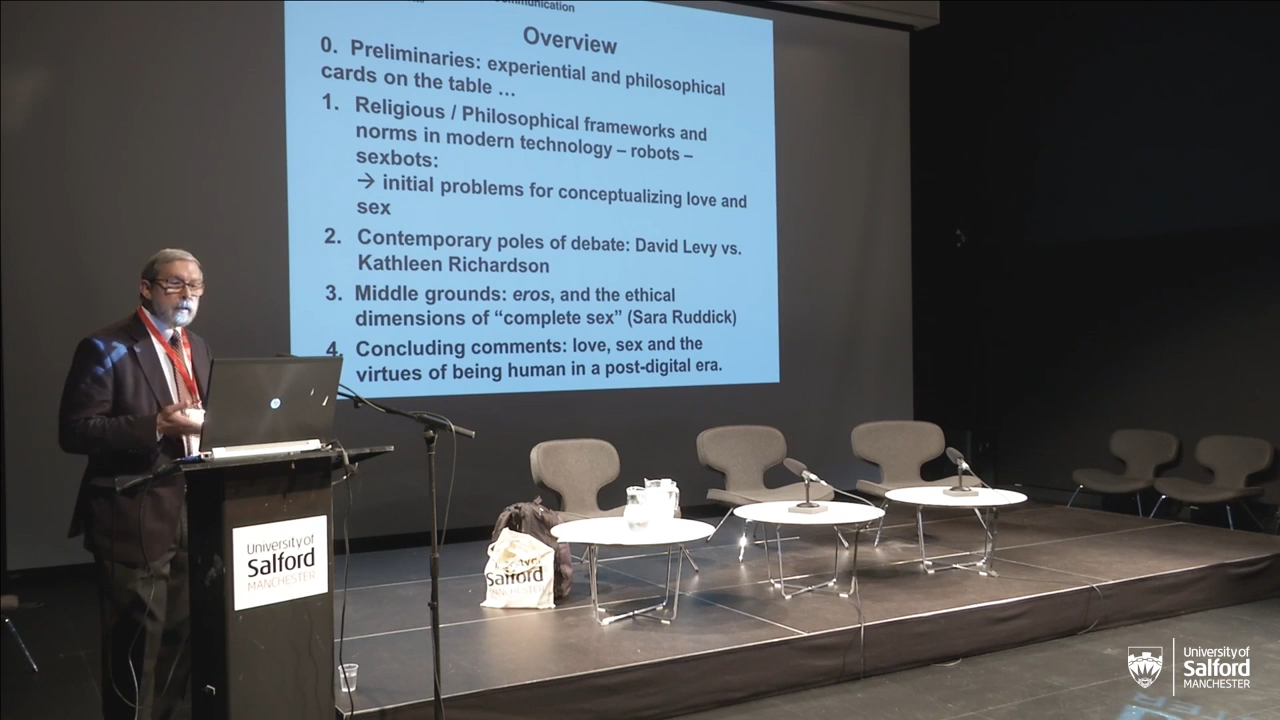 Overview
0. Preliminaries: experiential and philosophical
cards on the table …
1. Religious / Philosophical frameworks and
norms in modern technology – robots –
sexbots:
→ initial problems for conceptualizing love and
sex
2. Contemporary poles of debate: David Levy vs.
Kathleen Richardson
3. Middle grounds: eros, and the ethical
dimensions of “complete sex” (Sara Ruddick)
4. Concluding comments: love, sex and the
virtues of being human in a post-digital era.
University of
Salford
MANCHESTER
Salford
MANCHESTER
University of
Salford
MANCHESTER